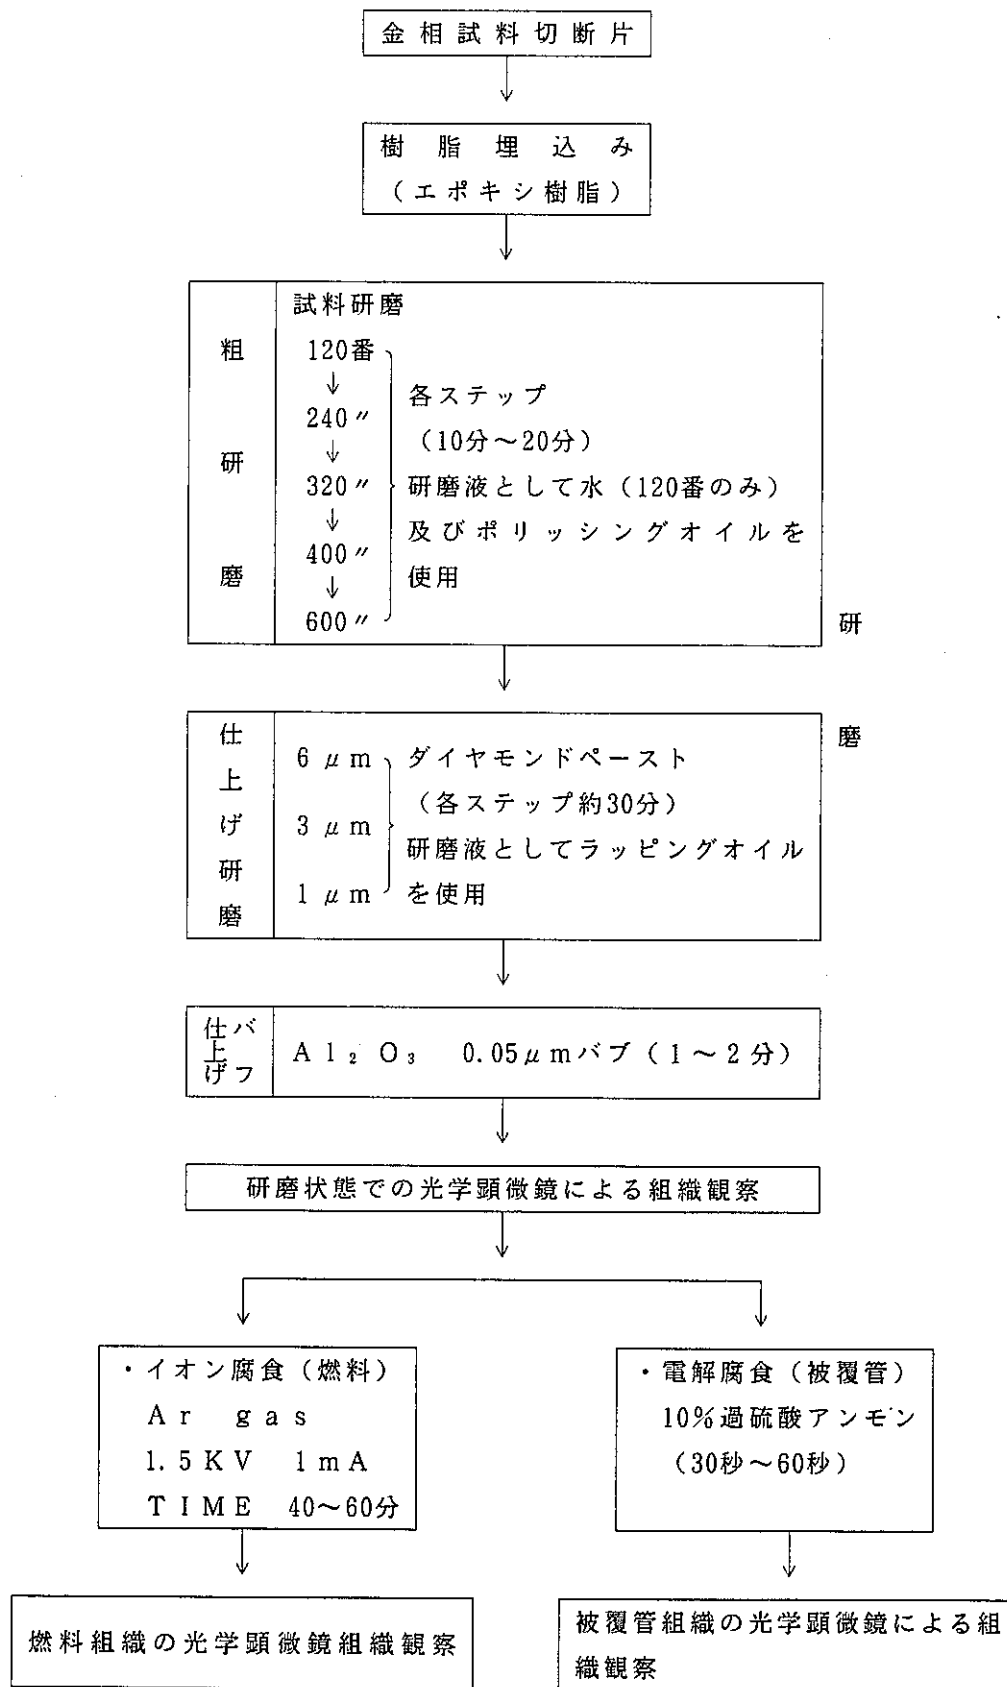 金相試料切断片
樹脂埋込み
(エポキシ樹脂)
粗研磨
試料研磨
120番
↓
240〃
↓
320〃
↓
400〃
↓
600〃
各ステップ
(10分～20分)
研磨液として水(120番のみ)
及びポリッシングオイルを
使用
研磨
仕上げ研磨
6 μm
3 μm
1 μm
ダイヤモンドペースト
(各ステップ約30分)
研磨液としてラッピングオイル
を使用
バフ
仕上げ
Al₂O₃ 0.05μmバブ(1～2分)
研磨状態での光学顕微鏡による組織観察
・イオン腐食(燃料)
Ar gas
1.5KV 1mA
TIME 40～60分
・電解腐食(被覆管)
10%過硫酸アンモン
(30秒～60秒)
燃料組織の光学顕微鏡組織観察
被覆管組織の光学顕微鏡による組
織観察